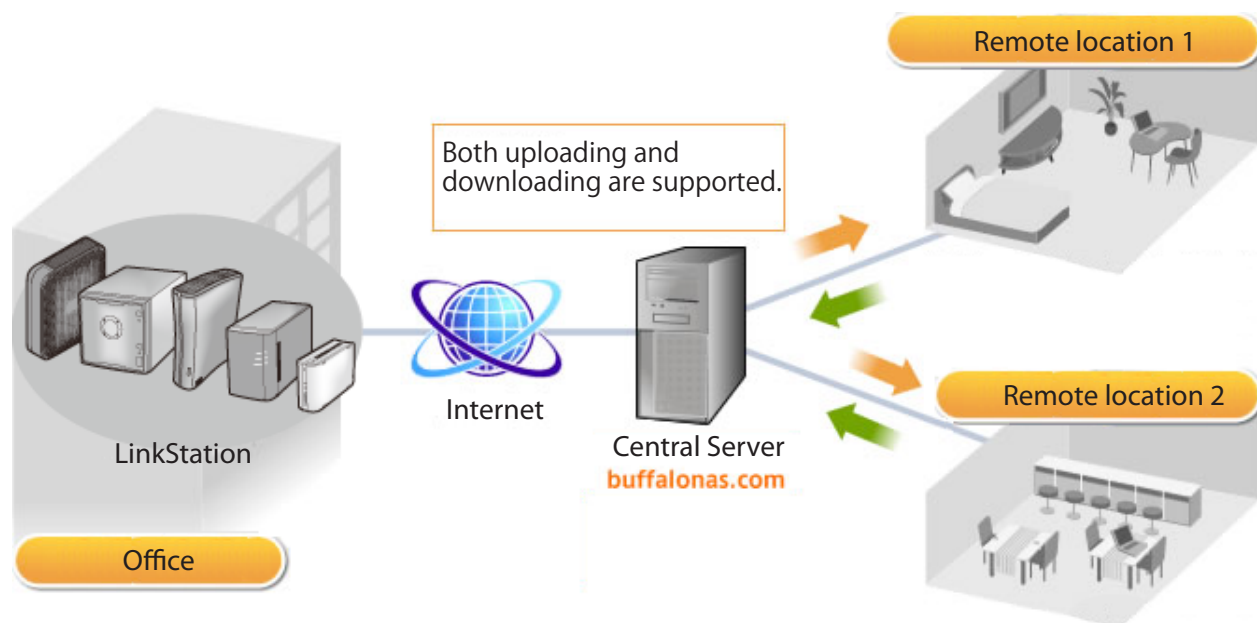 Remote location 1
Both uploading and
downloading are supported.
Internet
LinkStation
Central Server
buffalonas.com
Remote location 2
Office